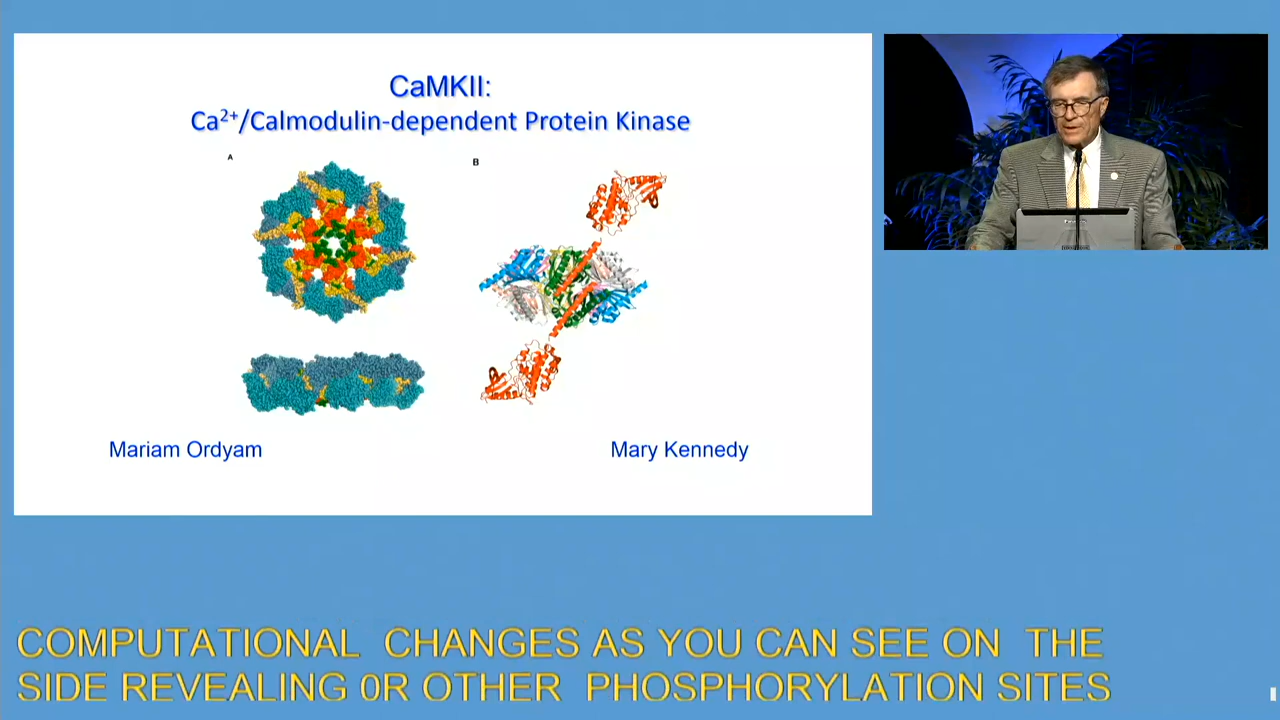 CaMKII:
Ca²⁺/Calmodulin-dependent Protein Kinase
A
B
Mariam Ordyam
Mary Kennedy
COMPUTATIONAL CHANGES AS YOU CAN SEE ON THE
SIDE REVEALING 0R OTHER PHOSPHORYLATION SITES